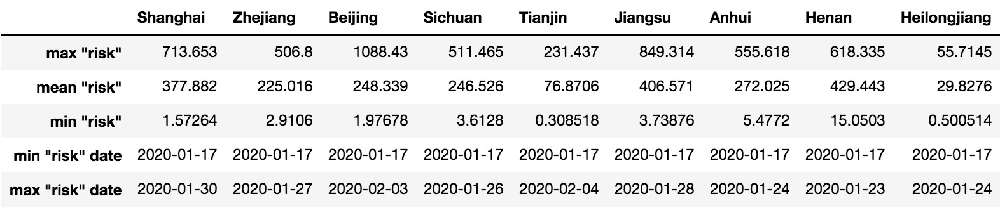 Shanghai Zhejiang Beijing Sichuan Tianjin Jiangsu Anhui Henan Heilongjiang
max "risk" 713.653 506.8 1088.43 511.465 231.437 849.314 555.618 618.335 55.7145
mean "risk" 377.882 225.016 248.339 246.526 76.8706 406.571 272.025 429.443 29.8276
min "risk" 1.57264 2.9106 1.97678 3.6128 0.308518 3.73876 5.4772 15.0503 0.500514
min "risk" date 2020-01-17 2020-01-17 2020-01-17 2020-01-17 2020-01-17 2020-01-17 2020-01-17 2020-01-17 2020-01-17
max "risk" date 2020-01-30 2020-01-27 2020-02-03 2020-01-26 2020-02-04 2020-01-28 2020-01-24 2020-01-23 2020-01-24